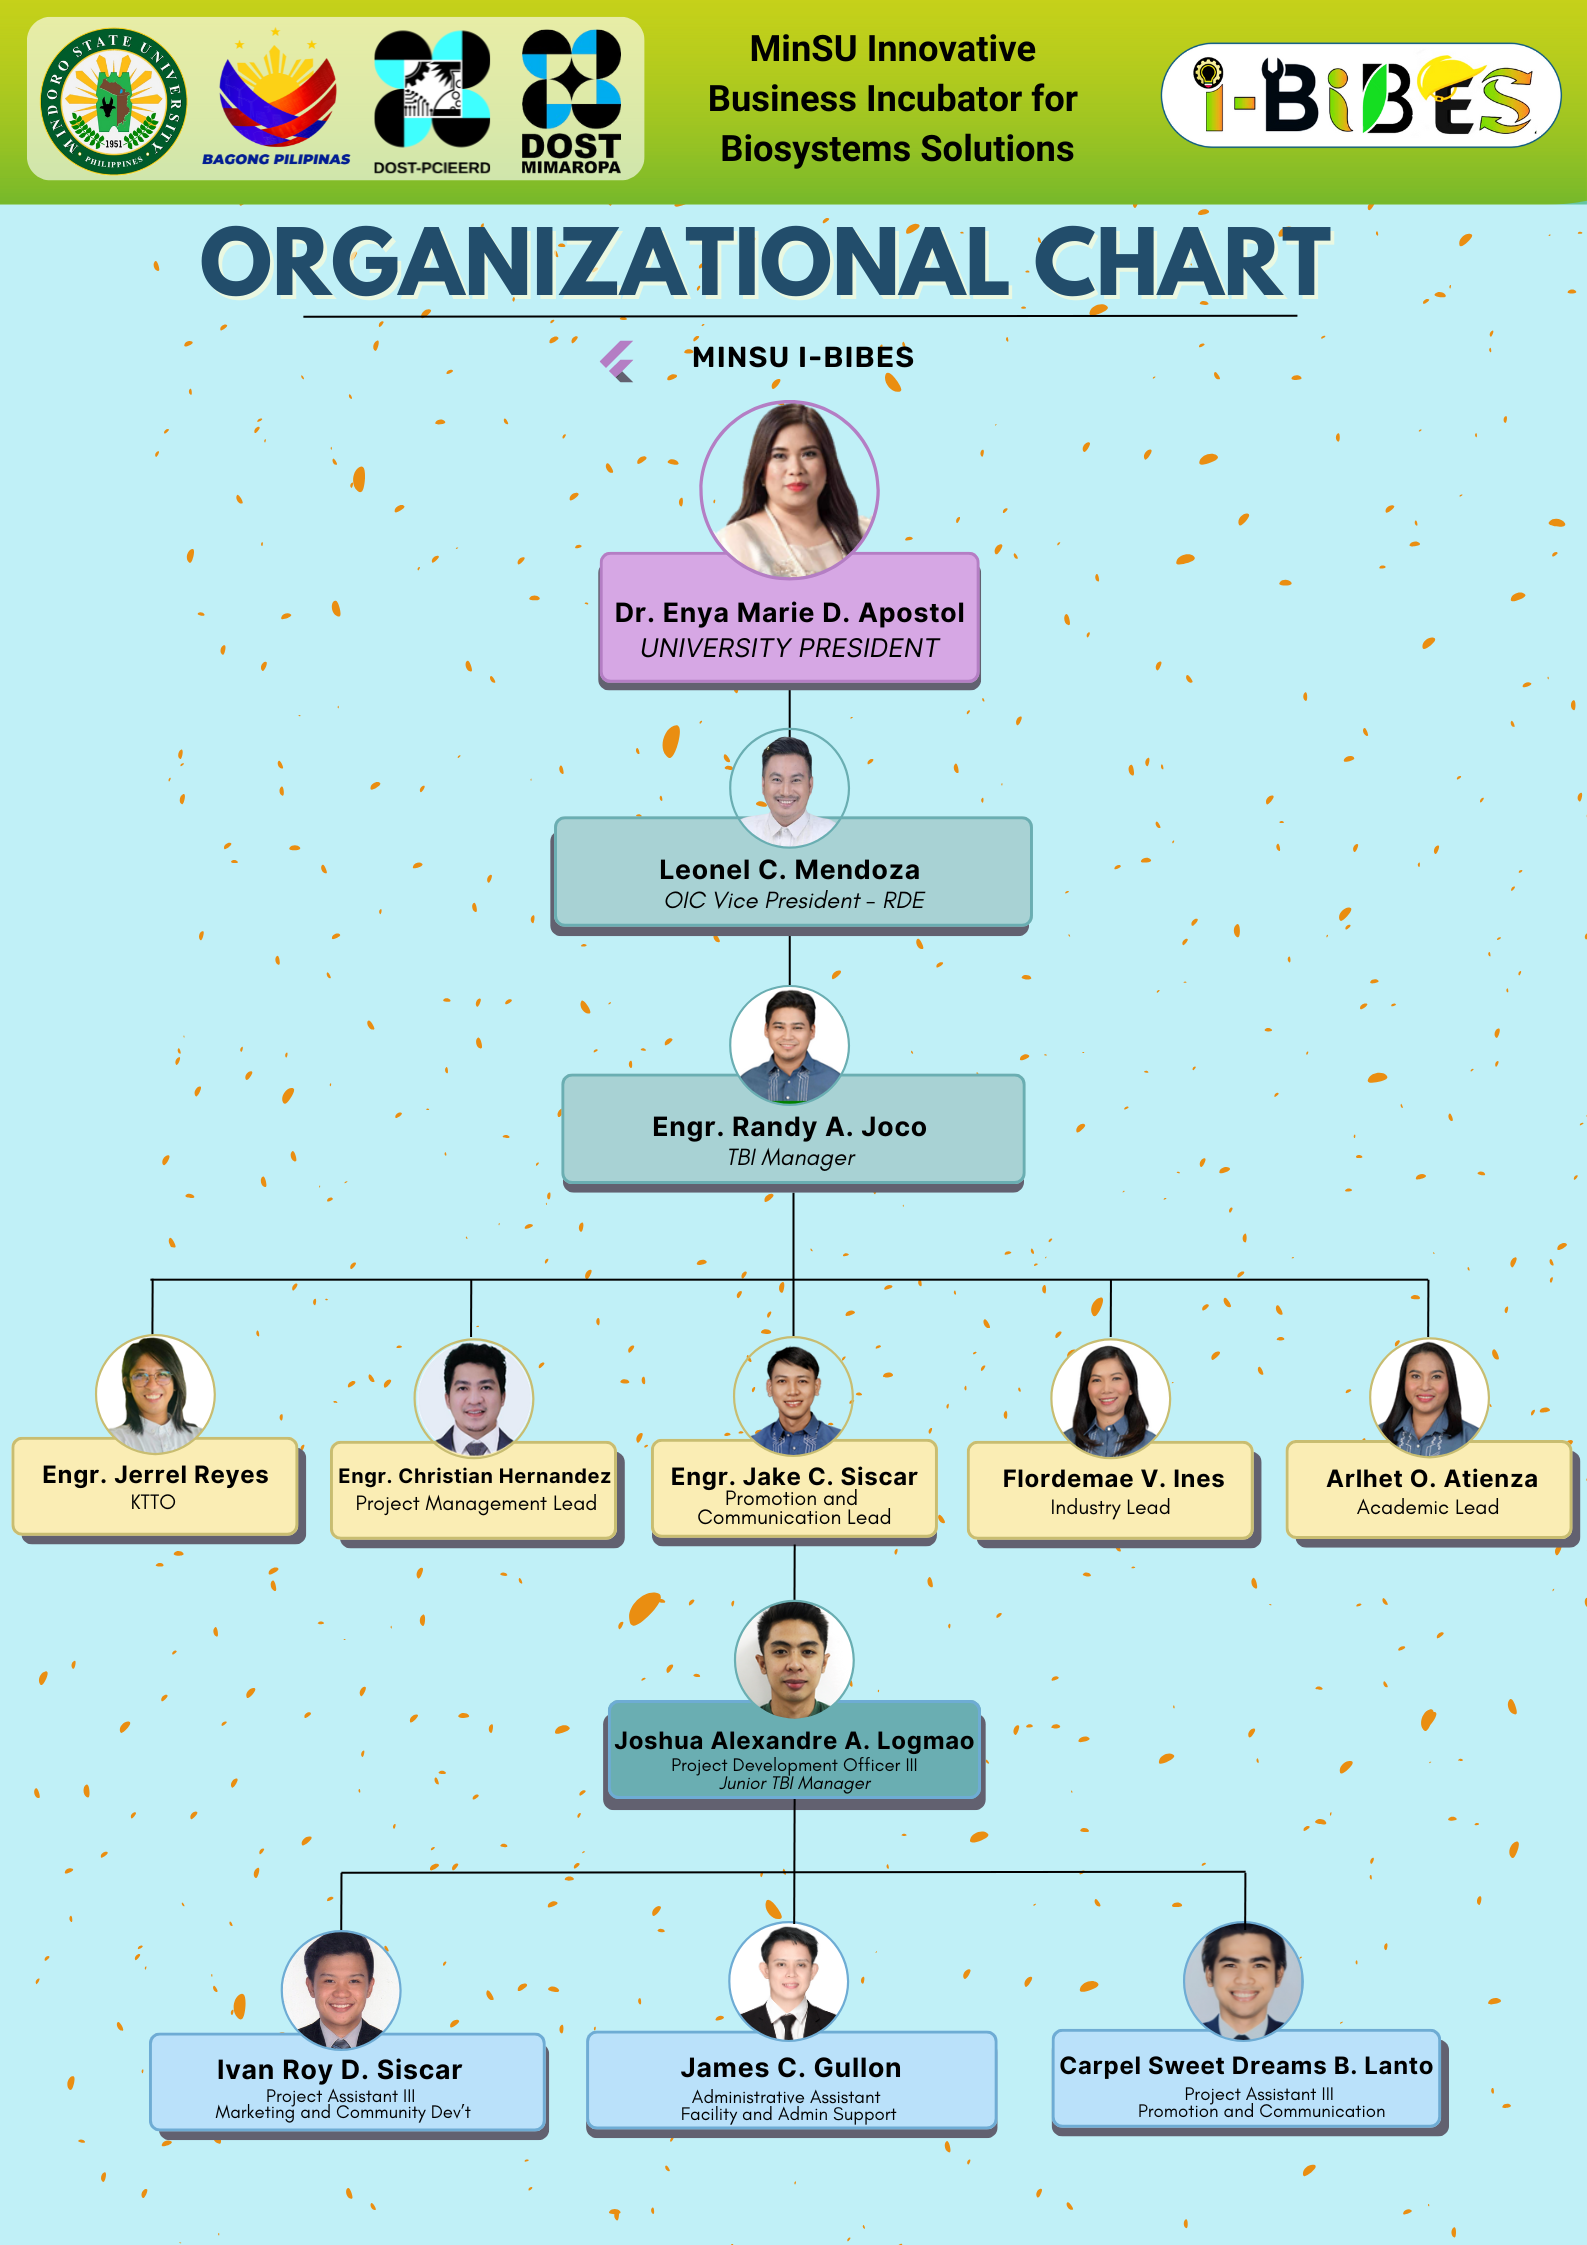 MINDORO STATE UNIVERSITY
1951
• PHILIPPINES •
BAGONG PILIPINAS
DOST-PCIEERD
DOST
MIMAROPA
MinSU Innovative
Business Incubator for
Biosystems Solutions
i-BiBES
ORGANIZATIONAL CHART
MINSU I-BIBES
Dr. Enya Marie D. Apostol
UNIVERSITY PRESIDENT
Leonel C. Mendoza
OIC Vice President - RDE
Engr. Randy A. Joco
TBI Manager
Engr. Jerrel Reyes
KTTO
Engr. Christian Hernandez
Project Management Lead
Engr. Jake C. Siscar
Promotion and
Communication Lead
Flordemae V. Ines
Industry Lead
Arlhet O. Atienza
Academic Lead
Joshua Alexandre A. Logmao
Project Development Officer III
Junior TBI Manager
Ivan Roy D. Siscar
Project Assistant III
Marketing and Community Dev't
James C. Gullon
Administrative Assistant
Facility and Admin Support
Carpel Sweet Dreams B. Lanto
Project Assistant III
Promotion and Communication